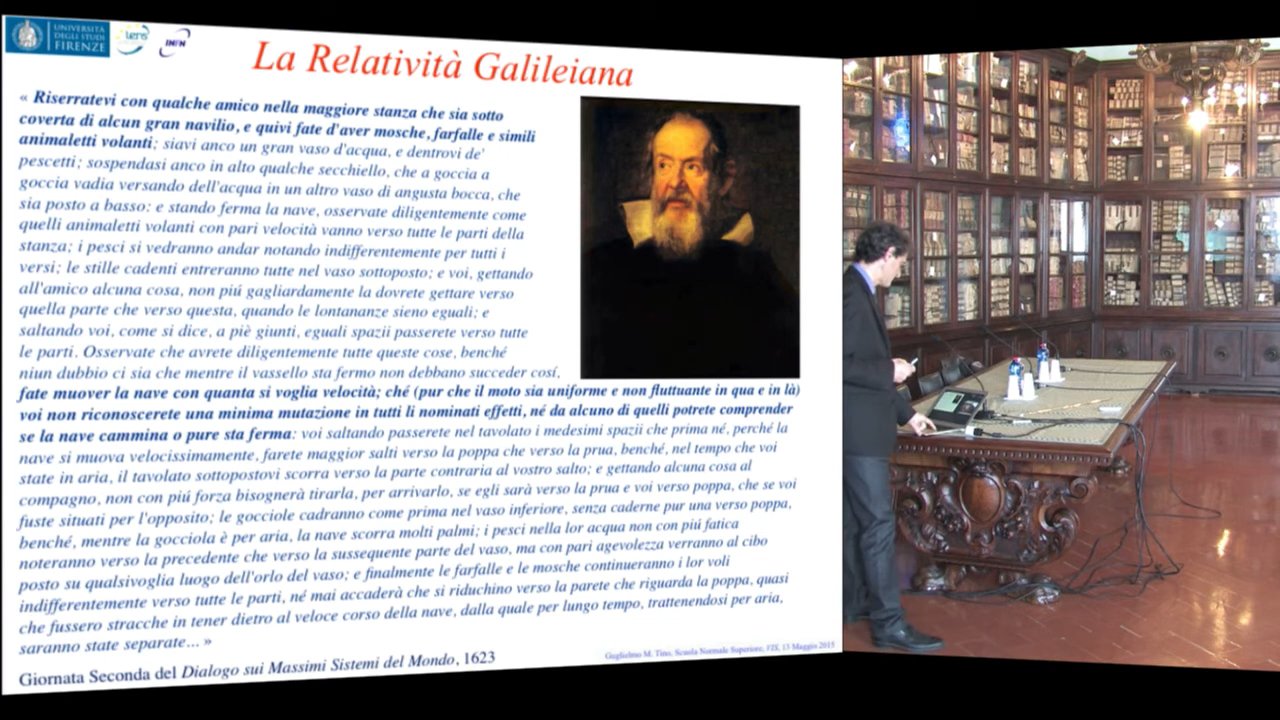 UNIVERSITÀ
DEGLI STUDI
FIRENZE
lens
INFN
La Relatività Galileiana
« Riserratevi con qualche amico nella maggiore stanza che sia sotto
coverta di alcun gran navilio, e quivi fate d'aver mosche, farfalle e simili
animaletti volanti; siavi anco un gran vaso d'acqua, e dentrovi de'
pescetti; sospendasi anco in alto qualche secchiello, che a goccia a
goccia vadia versando dell'acqua in un altro vaso di angusta bocca, che
sia posto a basso: e stando ferma la nave, osservate diligentemente come
quelli animaletti volanti con pari velocità vanno verso tutte le parti della
stanza; i pesci si vedranno andar notando indifferentemente per tutti i
versi; le stille cadenti entreranno tutte nel vaso sottoposto; e voi, gettando
all'amico alcuna cosa, non piú gagliardamente la dovrete gettare verso
quella parte che verso questa, quando le lontananze sieno eguali; e
saltando voi, come si dice, a piè giunti, eguali spazii passerete verso tutte
le parti. Osservate che avrete diligentemente tutte queste cose, benché
niun dubbio ci sia che mentre il vassello sta fermo non debbano succeder cosí,
fate muover la nave con quanta si voglia velocità; ché (pur che il moto sia uniforme e non fluttuante in qua e in là)
voi non riconoscerete una minima mutazione in tutti li nominati effetti, né da alcuno di quelli potrete comprender
se la nave cammina o pure sta ferma: voi saltando passerete nel tavolato i medesimi spazii che prima né, perché la
nave si muova velocissimamente, farete maggior salti verso la poppa che verso la prua, benché, nel tempo che voi
state in aria, il tavolato sottopostovi scorra verso la parte contraria al vostro salto; e gettando alcuna cosa al
compagno, non con piú forza bisognerà tirarla, per arrivarlo, se egli sarà verso la prua e voi verso poppa, che se voi
fuste situati per l'opposito; le gocciole cadranno come prima nel vaso inferiore, senza caderne pur una verso poppa,
benché, mentre la gocciola è per aria, la nave scorra molti palmi; i pesci nella lor acqua non con piú fatica
noteranno verso la precedente che verso la sussequente parte del vaso, ma con pari agevolezza verranno al cibo
posto su qualsivoglia luogo dell'orlo del vaso; e finalmente le farfalle e le mosche continueranno i lor voli
indifferentemente verso tutte le parti, né mai accaderà che si riduchino verso la parete che riguarda la poppa, quasi
che fussero stracche in tener dietro al veloce corso della nave, dalla quale per lungo tempo, trattenendosi per aria,
saranno state separate... »
Giornata Seconda del Dialogo sui Massimi Sistemi del Mondo, 1623
Guglielmo M. Tino, Scuola Normale Superiore, VIS, 13 Maggio 2015